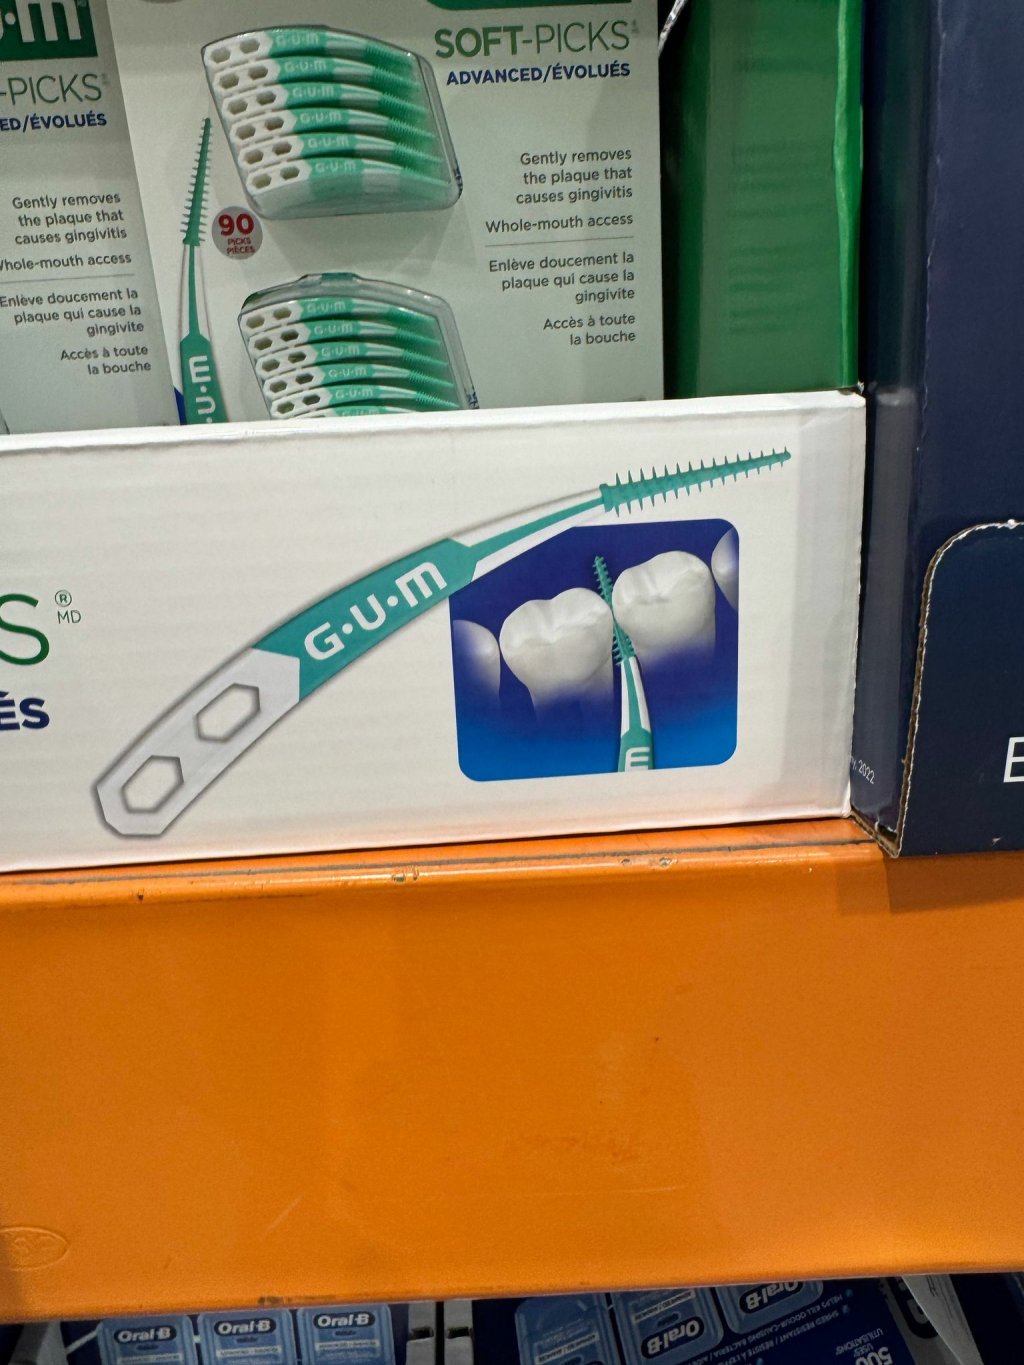 G·U·M
-PICKS
ED/ÉVOLUÉS
Gently removes
the plaque that
causes gingivitis
Whole-mouth access
Enlève doucement la
plaque qui cause la
gingivite
Accès à toute
la bouche
90
PICKS
PIÈCES
G·U·M
G·U·M
G·U·M
G·U·M
G·U·M
G·U·M
SOFT-PICKS
ADVANCED/ÉVOLUÉS
Gently removes
the plaque that
causes gingivitis
Whole-mouth access
Enlève doucement la
plaque qui cause la
gingivite
Accès à toute
la bouche
G·U·M
G·U·M
G·U·M
G·U·M
G·U·M
G·U·M
G·U·M
S®
MD
ÉS
G·U·M
M
2022
E
Oral-B
Oral-B
Oral-B
Oral-B
Oral-B
UTILISATIONS
500